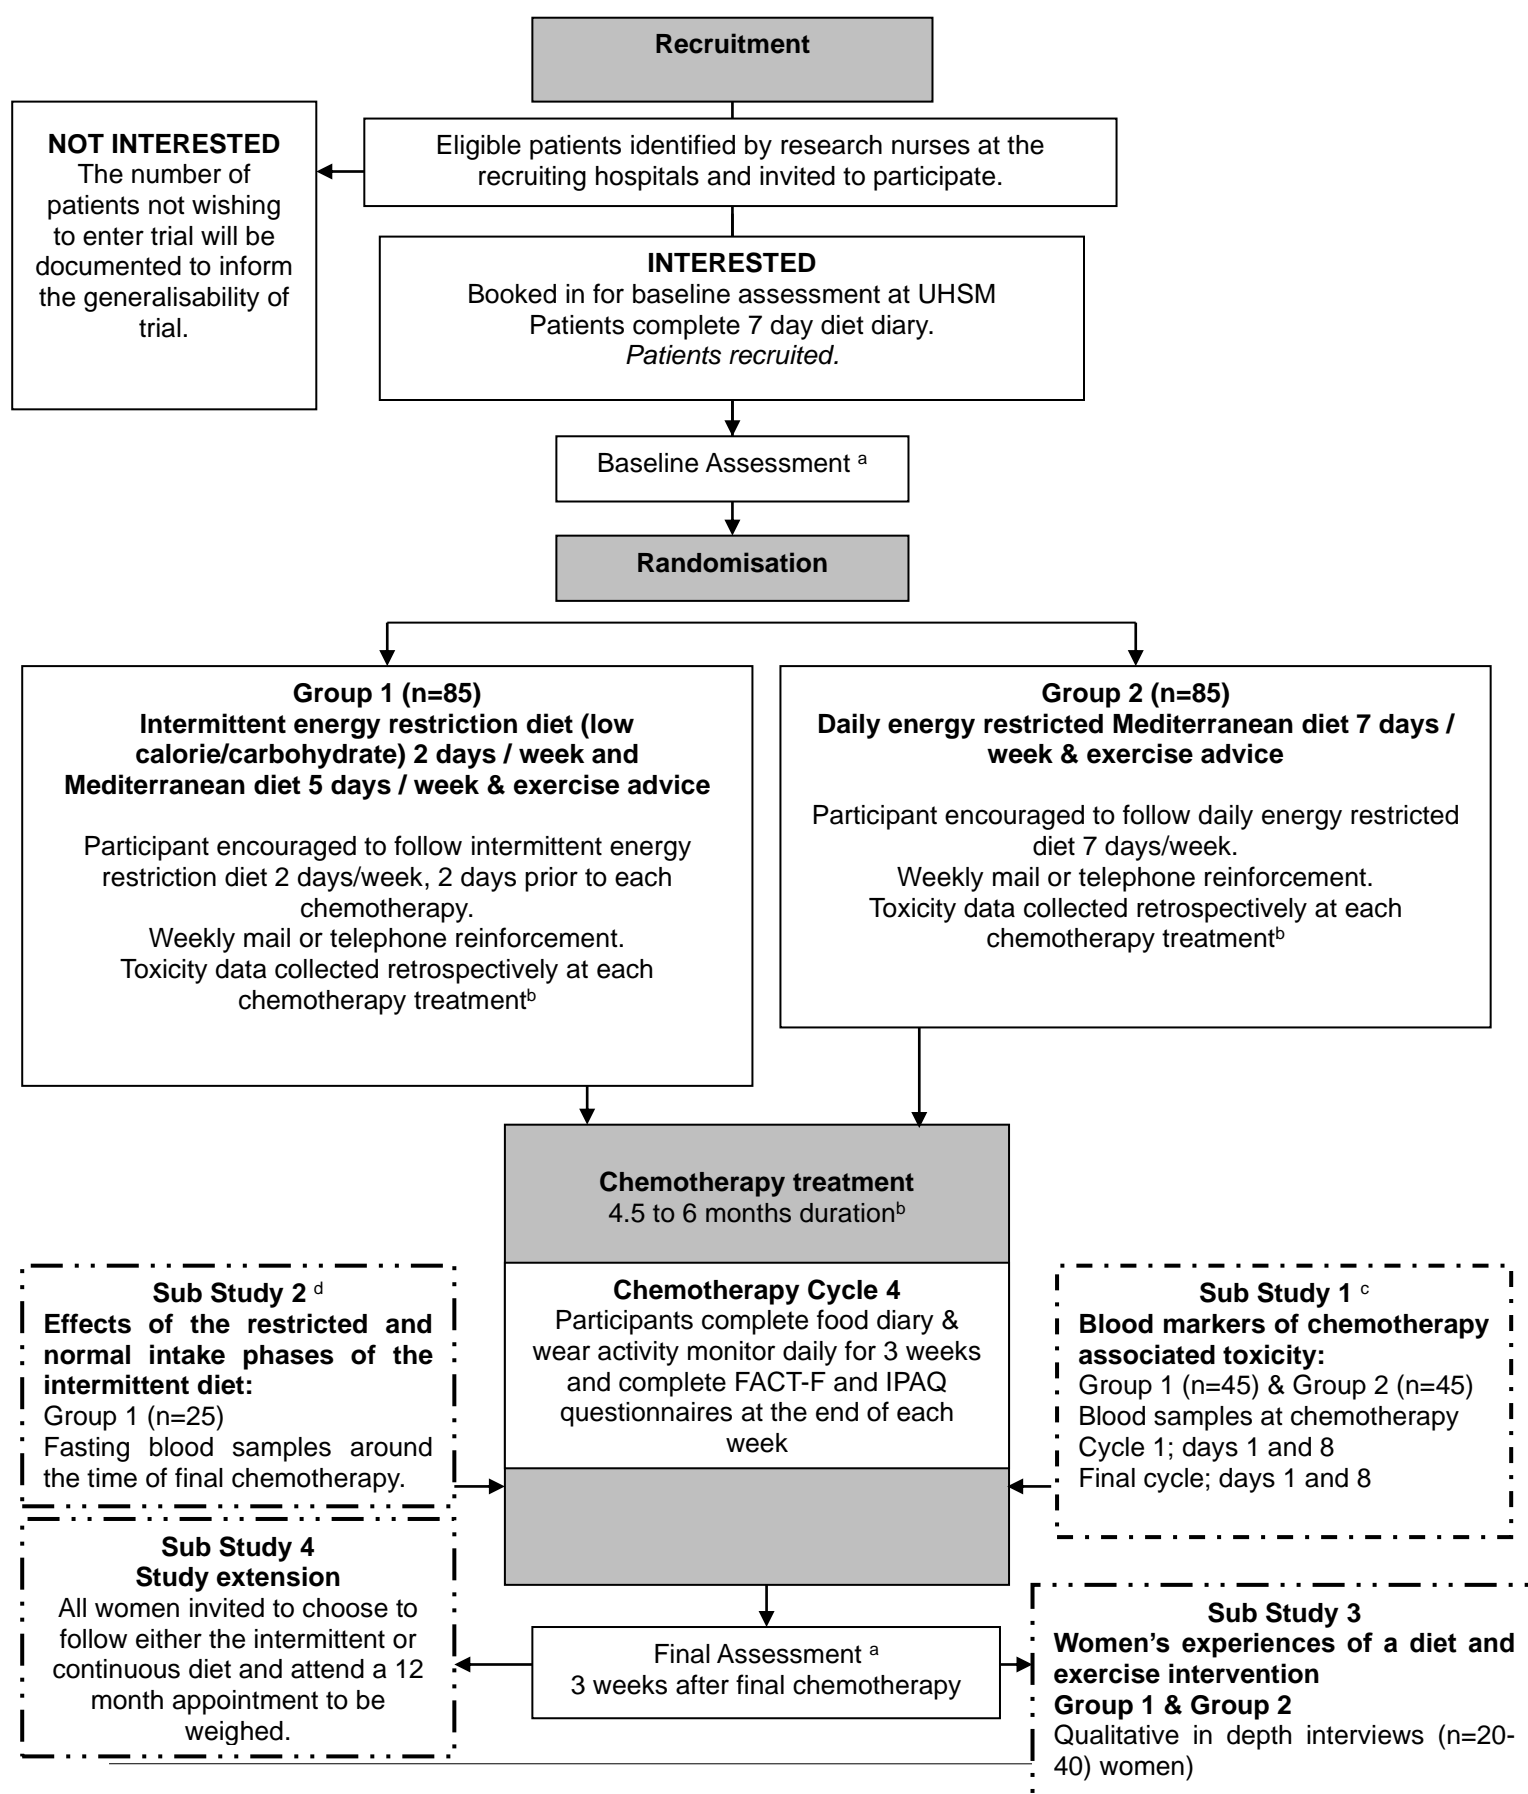 Recruitment
NOT INTERESTED
The number of
patients not wishing
to enter trial will be
documented to inform
the generalisability of
trial.
Eligible patients identified by research nurses at the
recruiting hospitals and invited to participate.
INTERESTED
Booked in for baseline assessment at UHSM
Patients complete 7 day diet diary.
Patients recruited.
Baseline Assessment ᵃ
Randomisation
Group 1 (n=85)
Intermittent energy restriction diet (low
calorie/carbohydrate) 2 days / week and
Mediterranean diet 5 days / week & exercise advice
Participant encouraged to follow intermittent energy
restriction diet 2 days/week, 2 days prior to each
chemotherapy.
Weekly mail or telephone reinforcement.
Toxicity data collected retrospectively at each
chemotherapy treatmentᵇ
Group 2 (n=85)
Daily energy restricted Mediterranean diet 7 days /
week & exercise advice
Participant encouraged to follow daily energy restricted
diet 7 days/week.
Weekly mail or telephone reinforcement.
Toxicity data collected retrospectively at each
chemotherapy treatmentᵇ
Chemotherapy treatment
4.5 to 6 months durationᵇ
Chemotherapy Cycle 4
Participants complete food diary &
wear activity monitor daily for 3 weeks
and complete FACT-F and IPAQ
questionnaires at the end of each
week
Sub Study 2 ᵈ
Effects of the restricted and
normal intake phases of the
intermittent diet:
Group 1 (n=25)
Fasting blood samples around
the time of final chemotherapy.
Sub Study 1 ᶜ
Blood markers of chemotherapy
associated toxicity:
Group 1 (n=45) & Group 2 (n=45)
Blood samples at chemotherapy
Cycle 1; days 1 and 8
Final cycle; days 1 and 8
Sub Study 4
Study extension
All women invited to choose to
follow either the intermittent or
continuous diet and attend a 12
month appointment to be
weighed.
Final Assessment ᵃ
3 weeks after final chemotherapy
Sub Study 3
Women’s experiences of a diet and
exercise intervention
Group 1 & Group 2
Qualitative in depth interviews (n=20-
40) women)